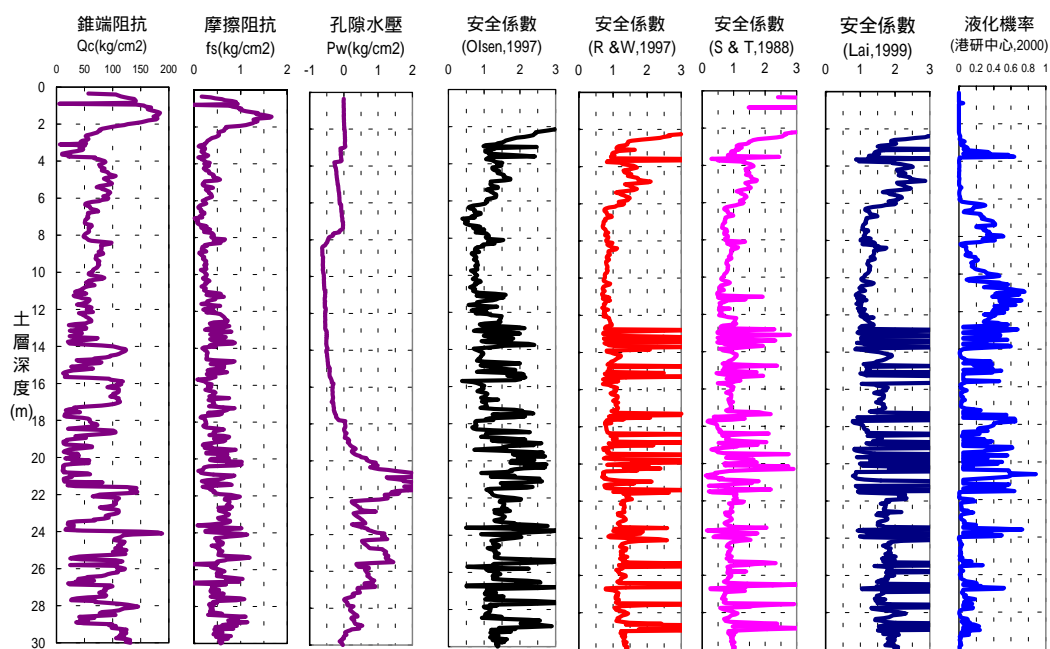 錐端阻抗
Qc(kg/cm2)
摩擦阻抗
fs(kg/cm2)
孔隙水壓
Pw(kg/cm2)
安全係數
(Olsen,1997)
安全係數
(R &W,1997)
安全係數
(S & T,1988)
安全係數
(Lai,1999)
液化機率
(港研中心,2000)
0 50 100 150 200
0 1 2
-1 0 1 2
0 1 2 3
0 1 2 3
0 1 2 3
0 1 2 3
0 0.2 0.4 0.6 0.8 1
0
2
4
6
8
10
12
14
16
18
20
22
24
26
28
30
土層深度(m)